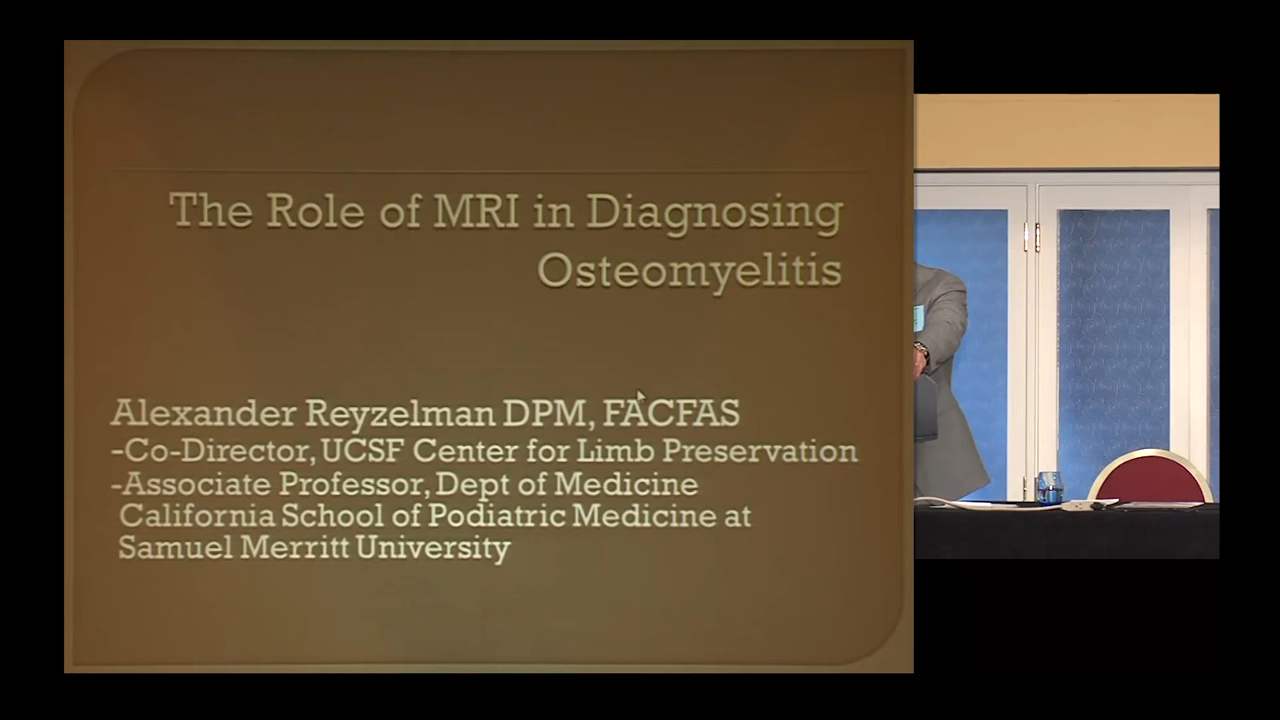 The Role of MRI in Diagnosing
Osteomyelitis
Alexander Reyzelman DPM, FACFAS
-Co-Director, UCSF Center for Limb Preservation
-Associate Professor, Dept of Medicine
California School of Podiatric Medicine at
Samuel Merritt University